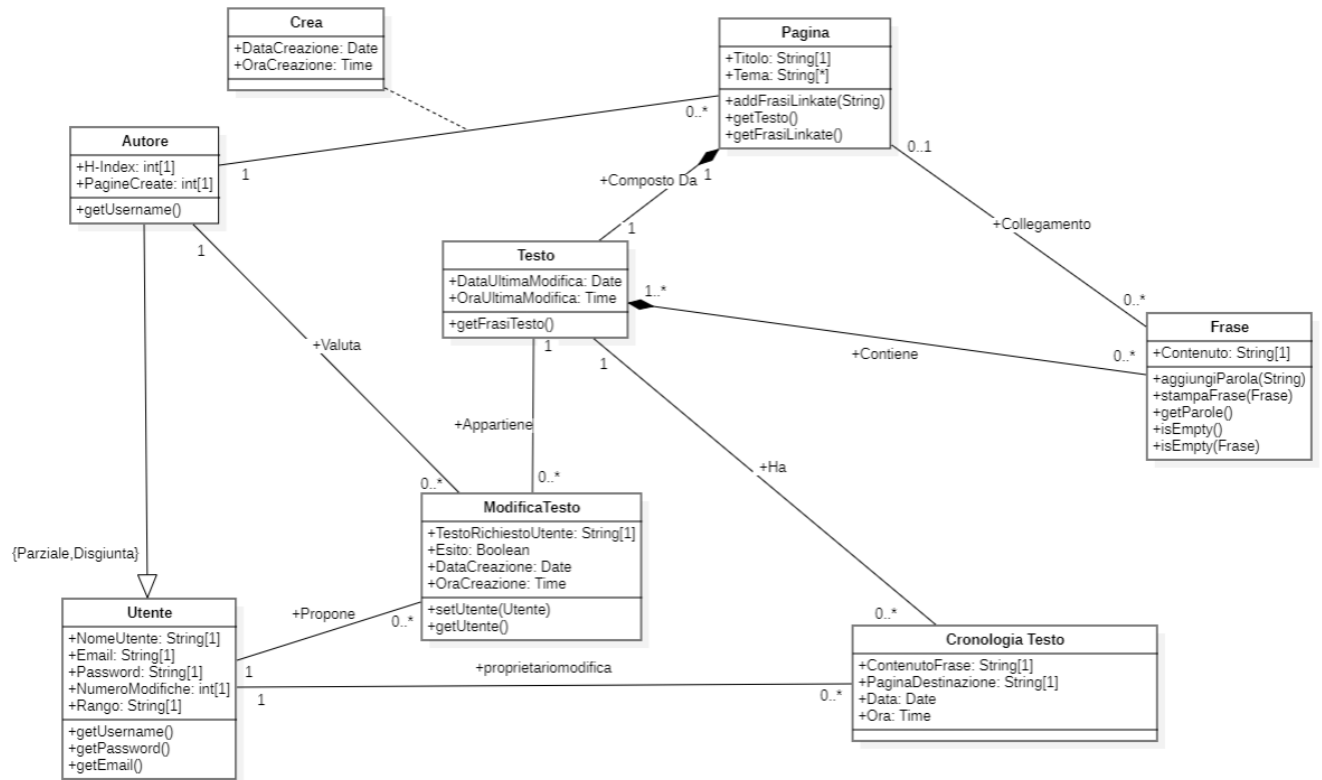 Crea
+DataCreazione: Date
+OraCreazione: Time
Pagina
+Titolo: String[1]
+Tema: String[*]
+addFrasiLinkate(String)
+getTesto()
+getFrasiLinkate()
0..*
1
Autore
+H-Index: int[1]
+PagineCreate: int[1]
+getUsername()
0..1
+Composto Da
1
1
+Collegamento
0..*
1
Testo
+DataUltimaModifica: Date
+OraUltimaModifica: Time
+getFrasiTesto()
1..*
+Contiene
0..*
Frase
+Contenuto: String[1]
+aggiungiParola(String)
+stampaFrase(Frase)
+getParole()
+isEmpty()
+isEmpty(Frase)
+Valuta
0..*
1
+Appartiene
0..*
1
+Ha
0..*
ModificaTesto
+TestoRichiestoUtente: String[1]
+Esito: Boolean
+DataCreazione: Date
+OraCreazione: Time
+setUtente(Utente)
+getUtente()
{Parziale,Disgiunta}
Utente
+NomeUtente: String[1]
+Email: String[1]
+Password: String[1]
+NumeroModifiche: int[1]
+Rango: String[1]
+getUsername()
+getPassword()
+getEmail()
+Propone
0..*
1
+proprietariomodifica
1
0..*
Cronologia Testo
+ContenutoFrase: String[1]
+PaginaDestinazione: String[1]
+Data: Date
+Ora: Time